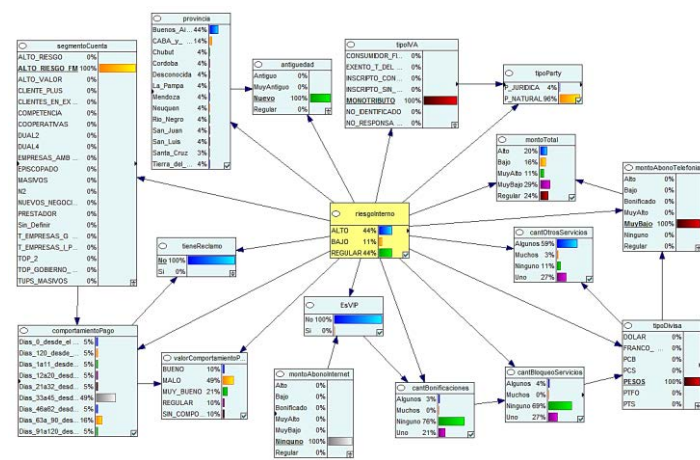 segmentoCuenta
ALTO_RIESGO 0%
ALTO_RIESGO_FM 100%
ALTO_VALOR 0%
CLIENTE_PLUS 0%
CLIENTES_EN_EX ... 0%
COMPETENCIA 0%
COOPERATIVAS 0%
DUAL2 0%
DUAL4 0%
EMPRESAS_AMB ... 0%
EPISCOPADO 0%
MASIVOS 0%
N2 0%
NUEVOS_NEGOCI... 0%
PRESTADOR 0%
Sin_Definir 0%
T_EMPRESAS_G ... 0%
T_EMPRESAS_I_P... 0%
TOP_2 0%
TOP_GOBIERNO_... 0%
TUPS_MASIVOS 0%
provincia
Buenos_Ai... 44%
CABA_y_ ... 14%
Chubut 4%
Cordoba 4%
Desconocida 4%
La_Pampa 4%
Mendoza 4%
Neuquen 4%
Rio_Negro 4%
San_Juan 4%
San_Luis 4%
Santa_Cruz 3%
Tierra_del_... 4%
antiguedad
Antiguo 0%
MuyAntiguo 0%
Nuevo 100%
Regular 0%
tipoIVA
CONSUMIDOR_FI... 0%
EXENTO_T_DEL ... 0%
INSCRIPTO_CON... 0%
INSCRIPTO_SIN_... 0%
MONOTRIBUTO 100%
NO_IDENTIFICADO 0%
NO_RESPONSA ... 0%
tipoParty
P_JURIDICA 4%
P_NATURAL 96%
montoTotal
Alto 20%
Bajo 16%
MuyAlto 11%
MuyBajo 29%
Regular 24%
montoAbonoTelefonia
Alto 0%
Bajo 0%
Bonificado 0%
MuyAlto 0%
MuyBajo 100%
Ninguno 0%
Regular 0%
riesgoInterno
ALTO 44%
BAJO 11%
REGULAR 44%
cantOtrosServicios
Algunos 59%
Muchos 3%
Ninguno 11%
Uno 27%
tieneReclamo
No 100%
Si 0%
EsVIP
No 100%
Si 0%
comportamientoPago
Dias_0_desde_el ... 5%
Dias_120_desde_... 5%
Dias_1a11_desde... 5%
Dias_12a20_desd... 5%
Dias_21a32_desd... 5%
Dias_33a45_desd... 49%
Dias_46a62_desd... 5%
Dias_63a_90_desd... 16%
Dias_91a120_des... 5%
valorComportamientoP
BUENO 10%
MALO 49%
MUY_BUENO 21%
REGULAR 10%
SIN_COMPO... 10%
montoAbonoInternet
Alto 0%
Bajo 0%
Bonificado 0%
MuyAlto 0%
MuyBajo 0%
Ninguno 100%
Regular 0%
cantBonificaciones
Algunos 3%
Muchos 0%
Ninguno 76%
Uno 21%
cantBloqueoServicios
Algunos 4%
Muchos 0%
Ninguno 69%
Uno 27%
tipoDivisa
DOLAR 0%
FRANCO_ ... 0%
PCB 0%
PCS 0%
PESOS 100%
PTFO 0%
PTS 0%